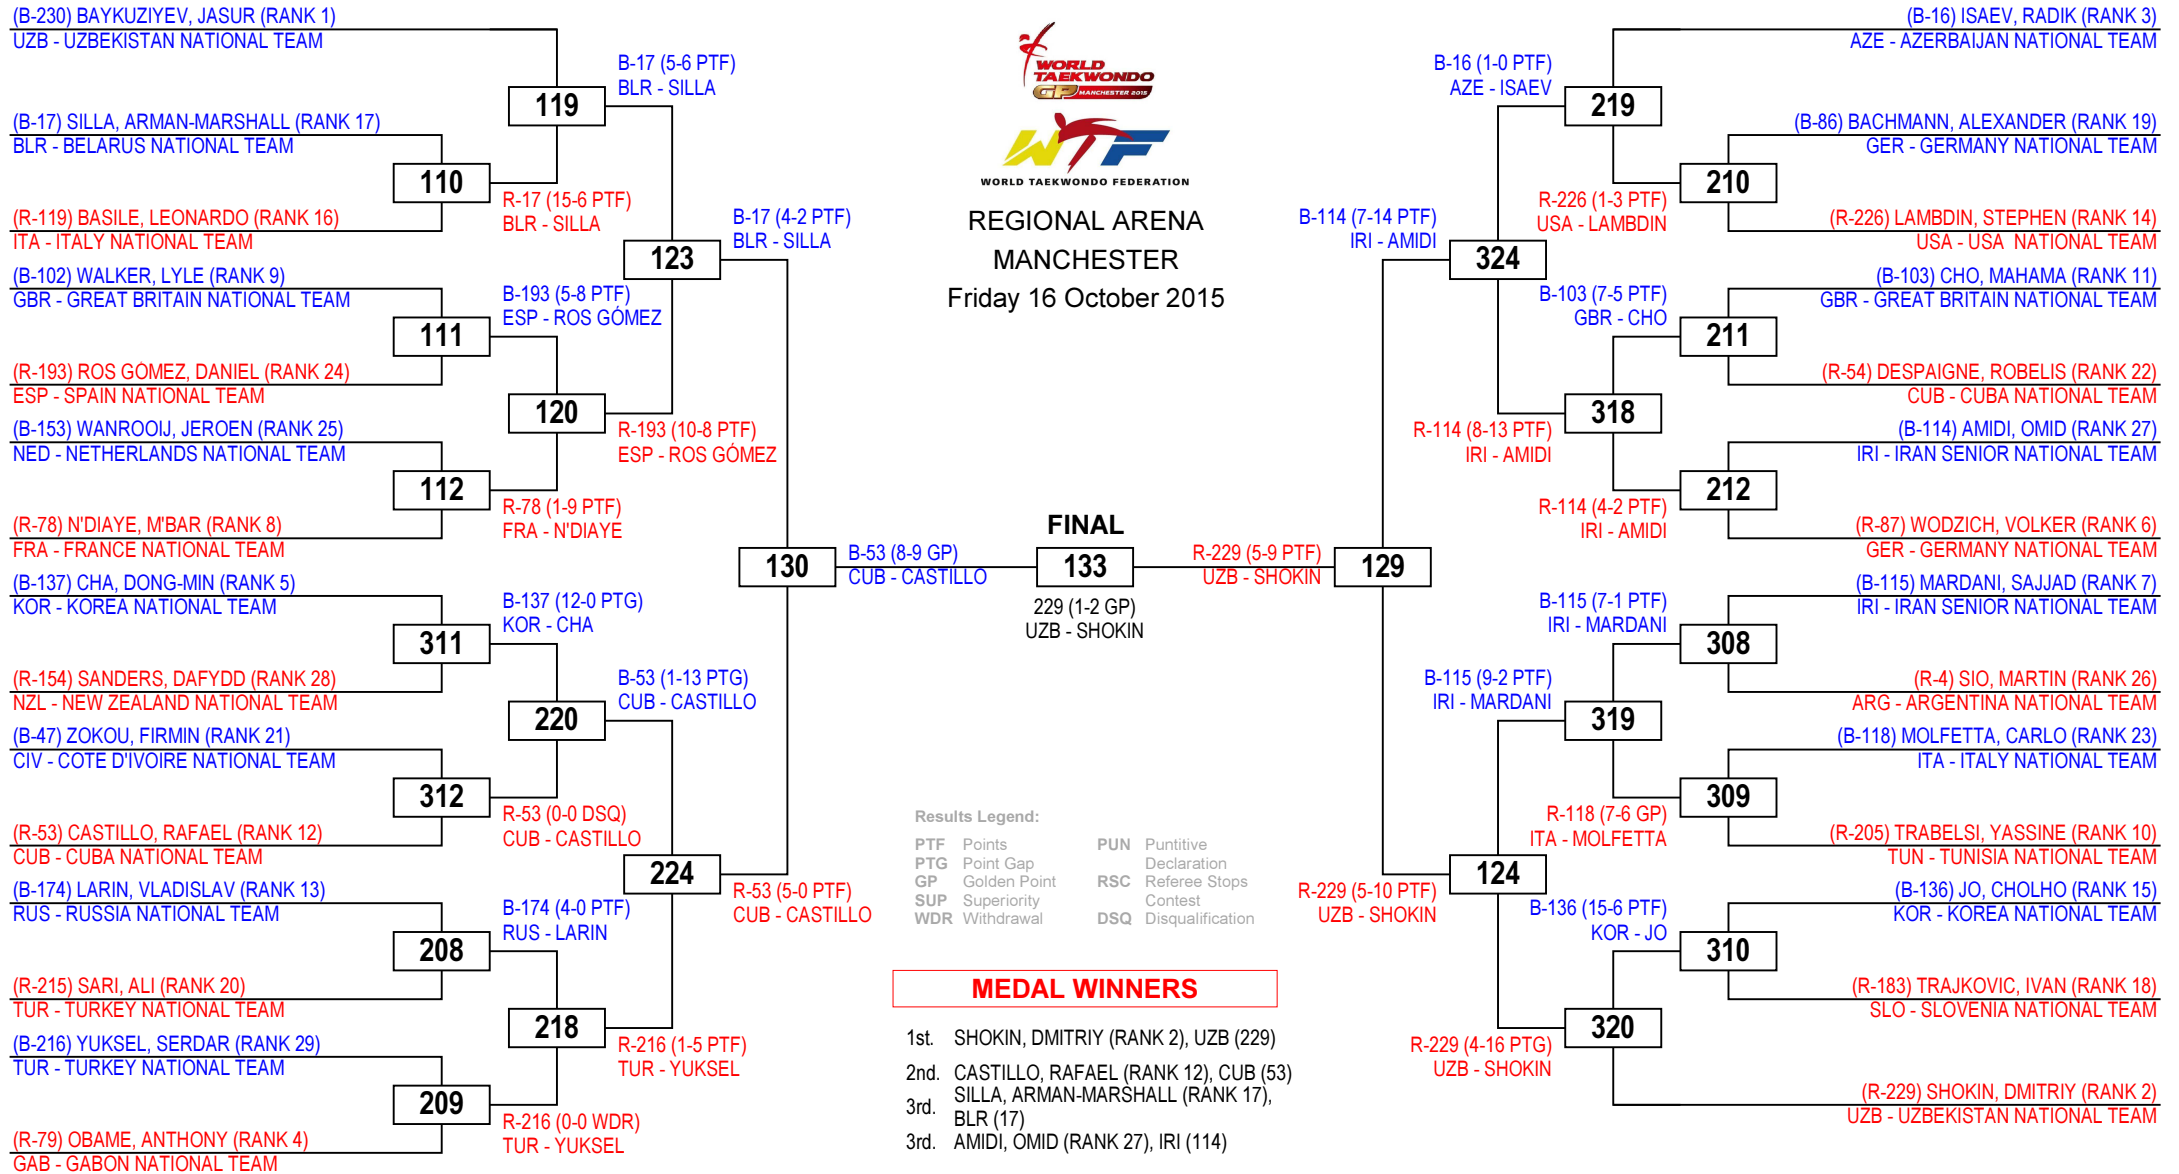 (B-230) BAYKUZIYEV, JASUR (RANK 1)
UZB - UZBEKISTAN NATIONAL TEAM
(B-17) SILLA, ARMAN-MARSHALL (RANK 17)
BLR - BELARUS NATIONAL TEAM
(R-119) BASILE, LEONARDO (RANK 16)
ITA - ITALY NATIONAL TEAM
(B-102) WALKER, LYLE (RANK 9)
GBR - GREAT BRITAIN NATIONAL TEAM
(R-193) ROS GÓMEZ, DANIEL (RANK 24)
ESP - SPAIN NATIONAL TEAM
(B-153) WANROOIJ, JEROEN (RANK 25)
NED - NETHERLANDS NATIONAL TEAM
(R-78) N'DIAYE, M'BAR (RANK 8)
FRA - FRANCE NATIONAL TEAM
(B-137) CHA, DONG-MIN (RANK 5)
KOR - KOREA NATIONAL TEAM
(R-154) SANDERS, DAFYDD (RANK 28)
NZL - NEW ZEALAND NATIONAL TEAM
(B-47) ZOKOU, FIRMIN (RANK 21)
CIV - COTE D'IVOIRE NATIONAL TEAM
(R-53) CASTILLO, RAFAEL (RANK 12)
CUB - CUBA NATIONAL TEAM
(B-174) LARIN, VLADISLAV (RANK 13)
RUS - RUSSIA NATIONAL TEAM
(R-215) SARI, ALI (RANK 20)
TUR - TURKEY NATIONAL TEAM
(B-216) YUKSEL, SERDAR (RANK 29)
TUR - TURKEY NATIONAL TEAM
(R-79) OBAME, ANTHONY (RANK 4)
GAB - GABON NATIONAL TEAM
110
111
112
311
312
208
209
R-17 (15-6 PTF)
BLR - SILLA
B-193 (5-8 PTF)
ESP - ROS GÓMEZ
R-78 (1-9 PTF)
FRA - N'DIAYE
B-137 (12-0 PTG)
KOR - CHA
R-53 (0-0 DSQ)
CUB - CASTILLO
B-174 (4-0 PTF)
RUS - LARIN
R-216 (0-0 WDR)
TUR - YUKSEL
119
120
220
218
B-17 (5-6 PTF)
BLR - SILLA
R-193 (10-8 PTF)
ESP - ROS GÓMEZ
B-53 (1-13 PTG)
CUB - CASTILLO
R-216 (1-5 PTF)
TUR - YUKSEL
123
224
B-17 (4-2 PTF)
BLR - SILLA
R-53 (5-0 PTF)
CUB - CASTILLO
130
B-53 (8-9 GP)
CUB - CASTILLO
WORLD
TAEKWONDO
GP MANCHESTER 2015
WTF
WORLD TAEKWONDO FEDERATION
REGIONAL ARENA
MANCHESTER
Friday 16 October 2015
FINAL
133
229 (1-2 GP)
UZB - SHOKIN
R-229 (5-9 PTF)
UZB - SHOKIN
129
B-114 (7-14 PTF)
IRI - AMIDI
R-229 (5-10 PTF)
UZB - SHOKIN
324
124
B-16 (1-0 PTF)
AZE - ISAEV
R-114 (8-13 PTF)
IRI - AMIDI
B-115 (9-2 PTF)
IRI - MARDANI
R-229 (4-16 PTG)
UZB - SHOKIN
219
318
319
320
R-226 (1-3 PTF)
USA - LAMBDIN
B-103 (7-5 PTF)
GBR - CHO
R-114 (4-2 PTF)
IRI - AMIDI
B-115 (7-1 PTF)
IRI - MARDANI
R-118 (7-6 GP)
ITA - MOLFETTA
B-136 (15-6 PTF)
KOR - JO
210
211
212
308
309
310
(B-16) ISAEV, RADIK (RANK 3)
AZE - AZERBAIJAN NATIONAL TEAM
(B-86) BACHMANN, ALEXANDER (RANK 19)
GER - GERMANY NATIONAL TEAM
(R-226) LAMBDIN, STEPHEN (RANK 14)
USA - USA NATIONAL TEAM
(B-103) CHO, MAHAMA (RANK 11)
GBR - GREAT BRITAIN NATIONAL TEAM
(R-54) DESPAIGNE, ROBELIS (RANK 22)
CUB - CUBA NATIONAL TEAM
(B-114) AMIDI, OMID (RANK 27)
IRI - IRAN SENIOR NATIONAL TEAM
(R-87) WODZICH, VOLKER (RANK 6)
GER - GERMANY NATIONAL TEAM
(B-115) MARDANI, SAJJAD (RANK 7)
IRI - IRAN SENIOR NATIONAL TEAM
(R-4) SIO, MARTIN (RANK 26)
ARG - ARGENTINA NATIONAL TEAM
(B-118) MOLFETTA, CARLO (RANK 23)
ITA - ITALY NATIONAL TEAM
(R-205) TRABELSI, YASSINE (RANK 10)
TUN - TUNISIA NATIONAL TEAM
(B-136) JO, CHOLHO (RANK 15)
KOR - KOREA NATIONAL TEAM
(R-183) TRAJKOVIC, IVAN (RANK 18)
SLO - SLOVENIA NATIONAL TEAM
(R-229) SHOKIN, DMITRIY (RANK 2)
UZB - UZBEKISTAN NATIONAL TEAM
Results Legend:
PTF Points
PTG Point Gap
GP Golden Point
SUP Superiority
WDR Withdrawal
PUN Puntitive
Declaration
RSC Referee Stops
Contest
DSQ Disqualification
MEDAL WINNERS
1st. SHOKIN, DMITRIY (RANK 2), UZB (229)
2nd. CASTILLO, RAFAEL (RANK 12), CUB (53)
3rd. SILLA, ARMAN-MARSHALL (RANK 17),
BLR (17)
3rd. AMIDI, OMID (RANK 27), IRI (114)